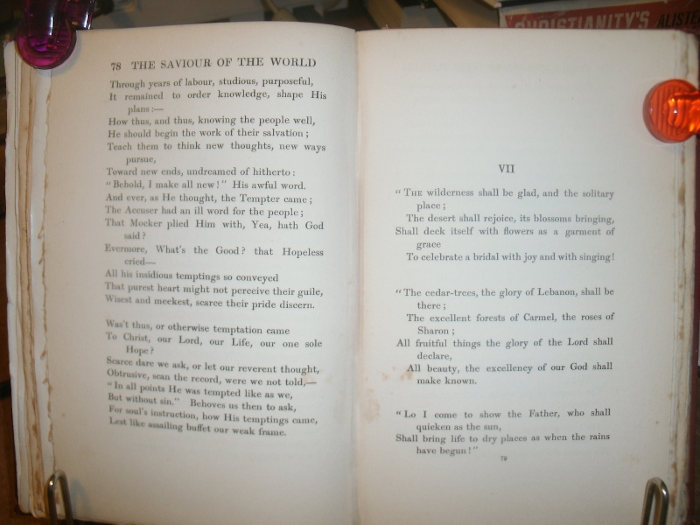 CHRISTIANITY'S ALIST
78 THE SAVIOUR OF THE WORLD
Through years of labour, studious, purposeful,
It remained to order knowledge, shape His
plans:—
How thus, and thus, knowing the people well,
He should begin the work of their salvation;
Teach them to think new thoughts, new ways
pursue,
Toward new ends, undreamed of hitherto:
"Behold, I make all new!" His awful word.
And ever, as He thought, the Tempter came;
The Accuser had an ill word for the people;
That Mocker plied Him with, Yea, hath God
said?
Evermore, What's the Good? that Hopeless
cried—
All his insidious temptings so conveyed
That purest heart might not perceive their guile,
Wisest and meekest, scarce their pride discern.
Was't thus, or otherwise temptation came
To Christ, our Lord, our Life, our one sole
Hope?
Scarce dare we ask, or let our reverent thought,
Obtrusive, scan the record, were we not told,—
"In all points He was tempted like as we,
But without sin." Behoves us then to ask,
For soul's instruction, how His temptings came,
Lest like assailing buffet our weak frame.
VII
"THE wilderness shall be glad, and the solitary
place;
The desert shall rejoice, its blossoms bringing,
Shall deck itself with flowers as a garment of
grace
To celebrate a bridal with joy and with singing!
"The cedar-trees, the glory of Lebanon, shall be
there;
The excellent forests of Carmel, the roses of
Sharon;
All fruitful things the glory of the Lord shall
declare,
All beauty, the excellency of our God shall
make known.
"Lo I come to show the Father, who shall
quicken as the sun,
Shall bring life to dry places as when the rains
have begun!"
79